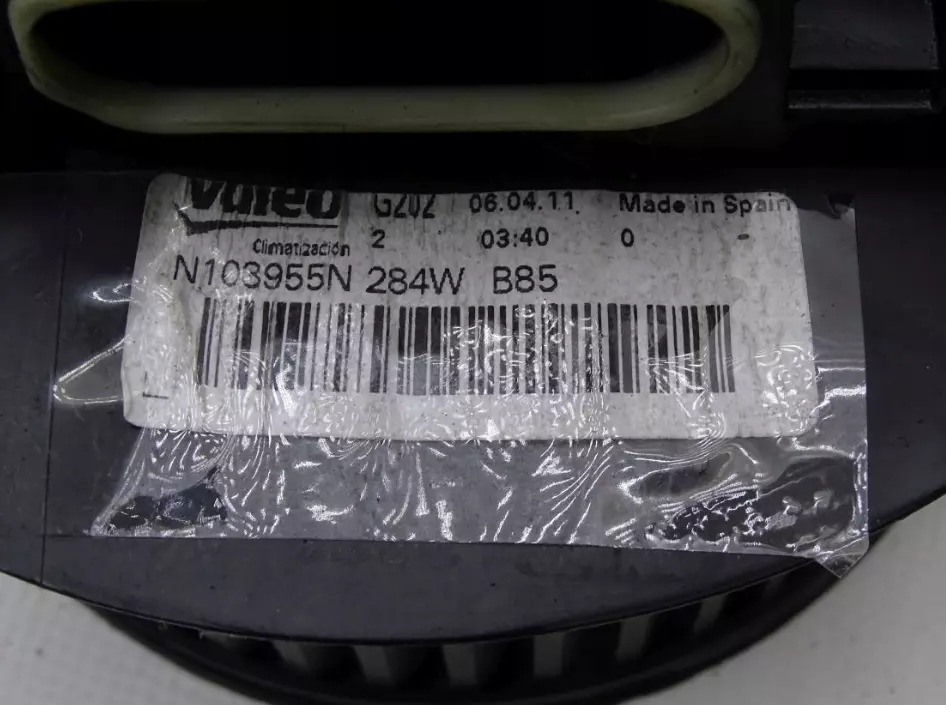 Valeo G202 06.04.11 Made in Spain
Climatización 2 03:40 0 -
N103955N 284W B85